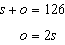 s + o = 126
o = 2s